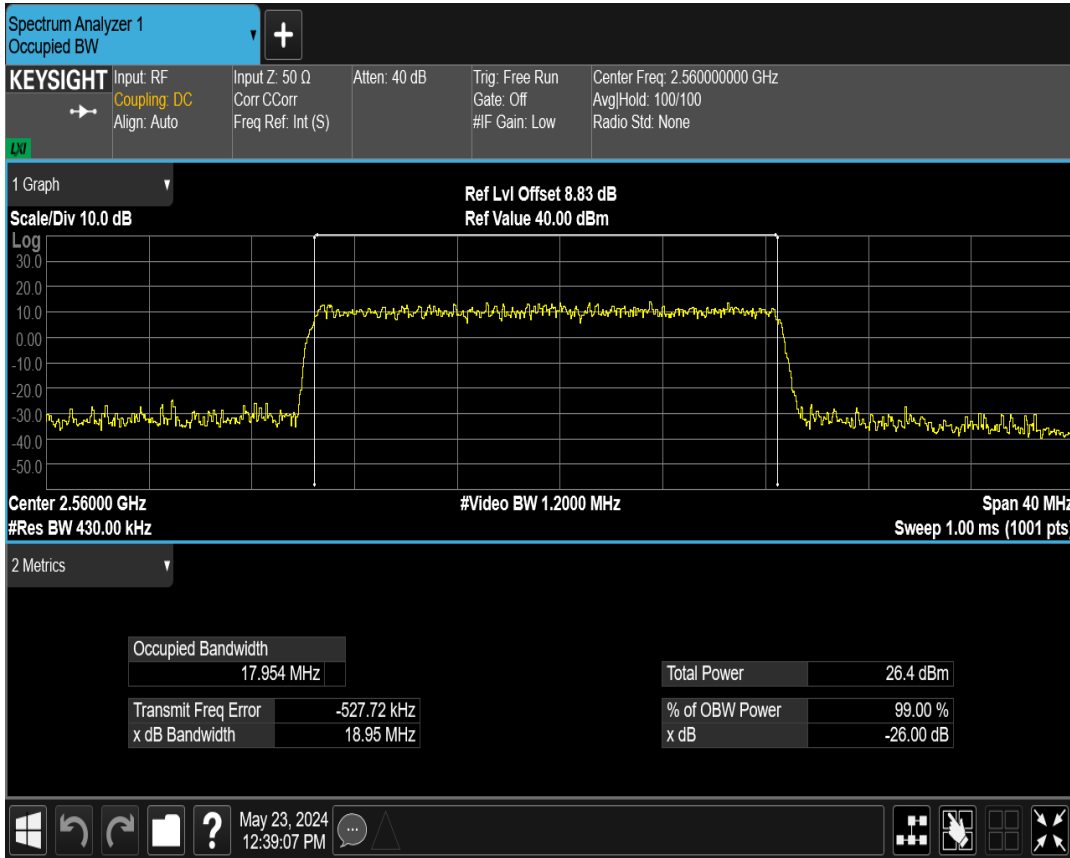 Spectrum Analyzer 1
Occupied BW
KEYSIGHT
LXI
Input: RF
Coupling: DC
Align: Auto
Input Z: 50 Ω
Corr CCorr
Freq Ref: Int (S)
Atten: 40 dB
Trig: Free Run
Gate: Off
#IF Gain: Low
Center Freq: 2.560000000 GHz
Avg|Hold: 100/100
Radio Std: None
1 Graph
Scale/Div 10.0 dB
Ref Lvl Offset 8.83 dB
Ref Value 40.00 dBm
Log
30.0
20.0
10.0
0.00
-10.0
-20.0
-30.0
-40.0
-50.0
Center 2.56000 GHz
#Video BW 1.2000 MHz
Span 40 MHz
#Res BW 430.00 kHz
Sweep 1.00 ms (1001 pts)
2 Metrics
Occupied Bandwidth
17.954 MHz
Transmit Freq Error -527.72 kHz
x dB Bandwidth 18.95 MHz
Total Power 26.4 dBm
% of OBW Power 99.00 %
x dB -26.00 dB
?
May 23, 2024
12:39:07 PM